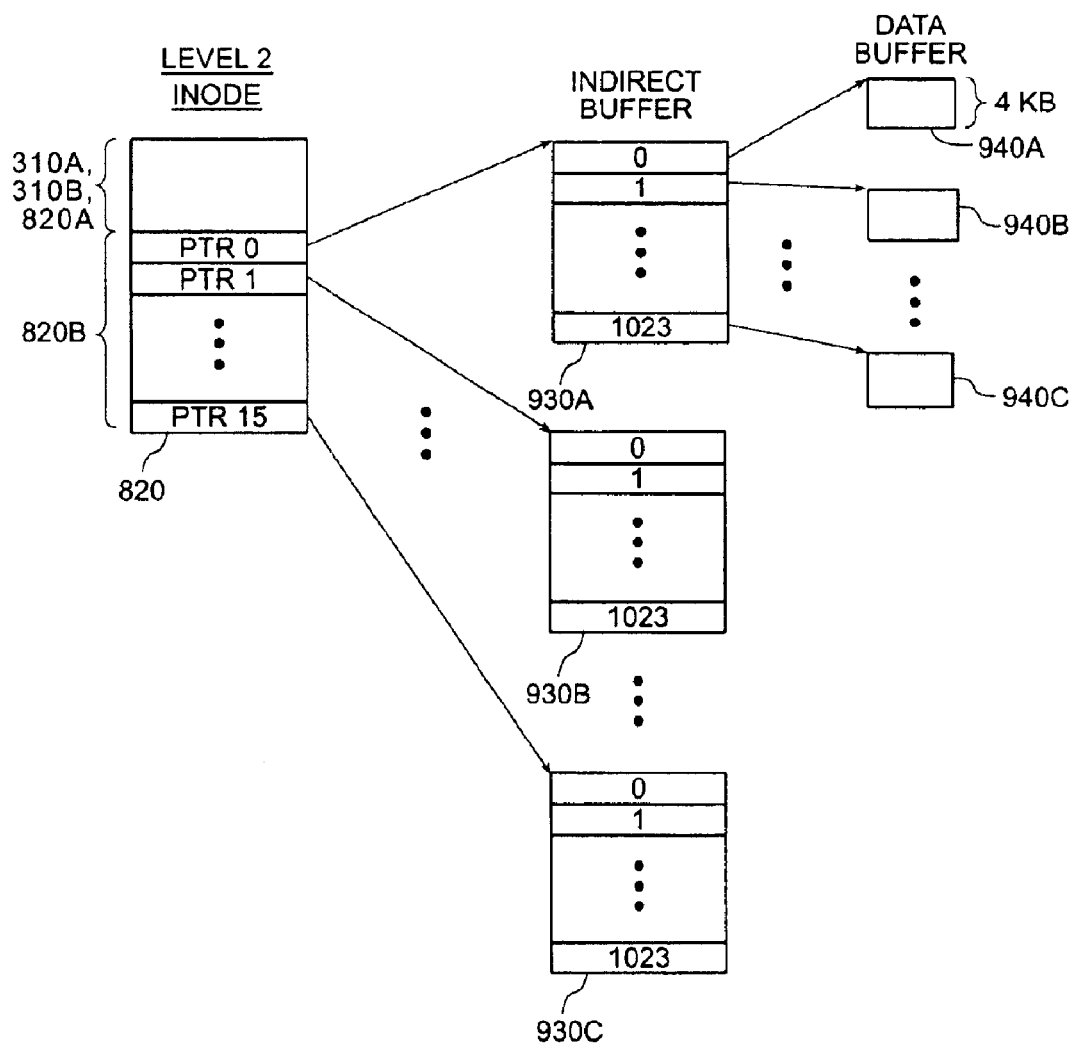 LEVEL 2
INODE
310A,
310B,
820A
PTR 0
PTR 1
820B
PTR 15
820
INDIRECT
BUFFER
0
1
1023
930A
0
1
1023
930B
0
1
1023
930C
DATA
BUFFER
4 KB
940A
940B
940C